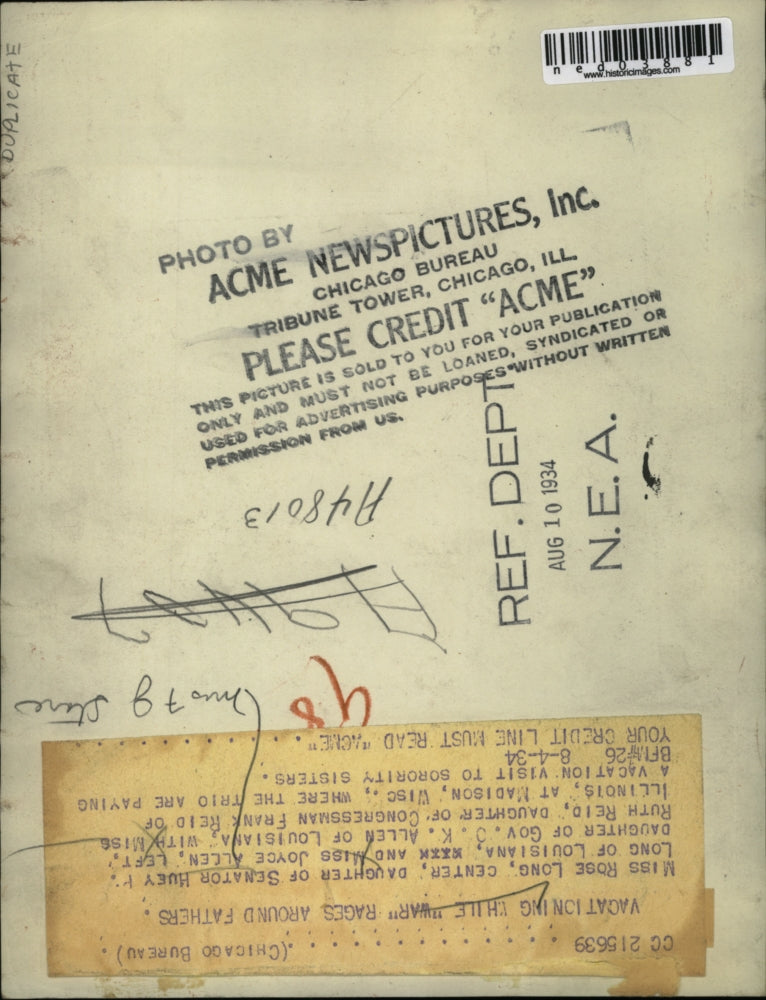 DUPLICATE
ned03881
www.historicimages.com
PHOTO BY
ACME NEWSPICTURES, Inc.
CHICAGO BUREAU
TRIBUNE TOWER, CHICAGO, ILL.
PLEASE CREDIT "ACME"
THIS PICTURE IS SOLD TO YOU FOR YOUR PUBLICATION
ONLY AND MUST NOT BE LOANED, SYNDICATED OR
USED FOR ADVERTISING PURPOSES WITHOUT WRITTEN
PERMISSION FROM US.
REF. DEPT
AUG 10 1934
N.E.A.
A48013
98
CC 215639 . . . . . . . . . . . . (CHICAGO BUREAU) .
VACATIONING WHILE "WAR" RAGES AROUND FATHERS .
MISS ROSE LONG, CENTER, DAUGHTER OF SENATOR HUEY P.
LONG OF LOUISIANA, AND MISS JOYCE ALLEN, LEFT,
DAUGHTER OF GOV. O. K. ALLEN OF LOUISIANA, WITH MISS
RUTH REID, DAUGHTER OF CONGRESSMAN FRANK REID OF
ILLINOIS, AT MADISON, WISC., WHERE THE TRIO ARE PAYING
A VACATION VISIT TO SORORITY SISTERS.
BFI#26 8-4-34
YOUR CREDIT LINE MUST READ "ACME" . . . . . . . . . .